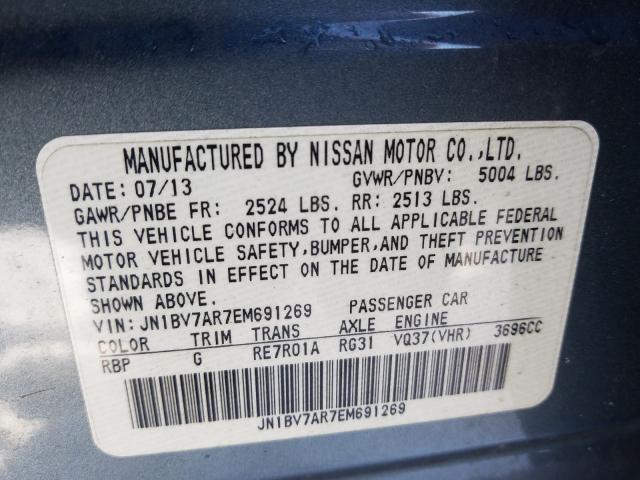 MANUFACTURED BY NISSAN MOTOR CO.,LTD.
DATE: 07/13 GVWR/PNBV: 5004 LBS.
GAWR/PNBE FR: 2524 LBS. RR: 2513 LBS.
THIS VEHICLE CONFORMS TO ALL APPLICABLE FEDERAL
MOTOR VEHICLE SAFETY,BUMPER,AND THEFT PREVENTION
STANDARDS IN EFFECT ON THE DATE OF MANUFACTURE
SHOWN ABOVE.
VIN:JN1BV7AR7EM691269 PASSENGER CAR
COLOR TRIM TRANS AXLE ENGINE
RBP G RE7R01A RG31 VQ37(VHR) 3696CC
JN1BV7AR7EM691269